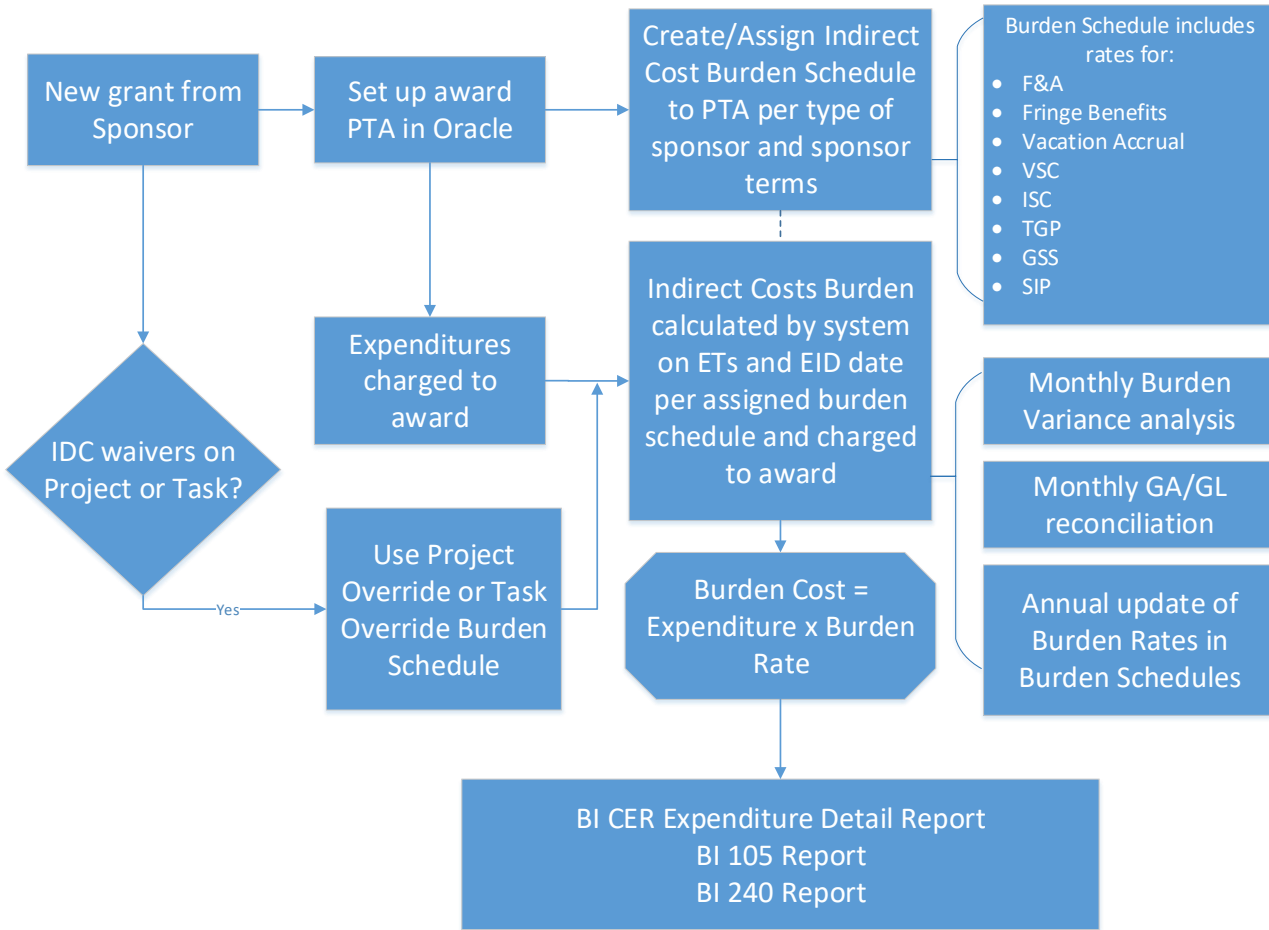 New grant from
Sponsor
Set up award
PTA in Oracle
Create/Assign Indirect
Cost Burden Schedule
to PTA per type of
sponsor and sponsor
terms
Burden Schedule includes
rates for:
• F&A
• Fringe Benefits
• Vacation Accrual
• VSC
• ISC
• TGP
• GSS
• SIP
Expenditures
charged to
award
Indirect Costs Burden
calculated by system
on ETs and EID date
per assigned burden
schedule and charged
to award
Monthly Burden
Variance analysis
Monthly GA/GL
reconciliation
Annual update of
Burden Rates in
Burden Schedules
IDC waivers on
Project or Task?
Yes
Use Project
Override or Task
Override Burden
Schedule
Burden Cost =
Expenditure x Burden
Rate
BI CER Expenditure Detail Report
BI 105 Report
BI 240 Report